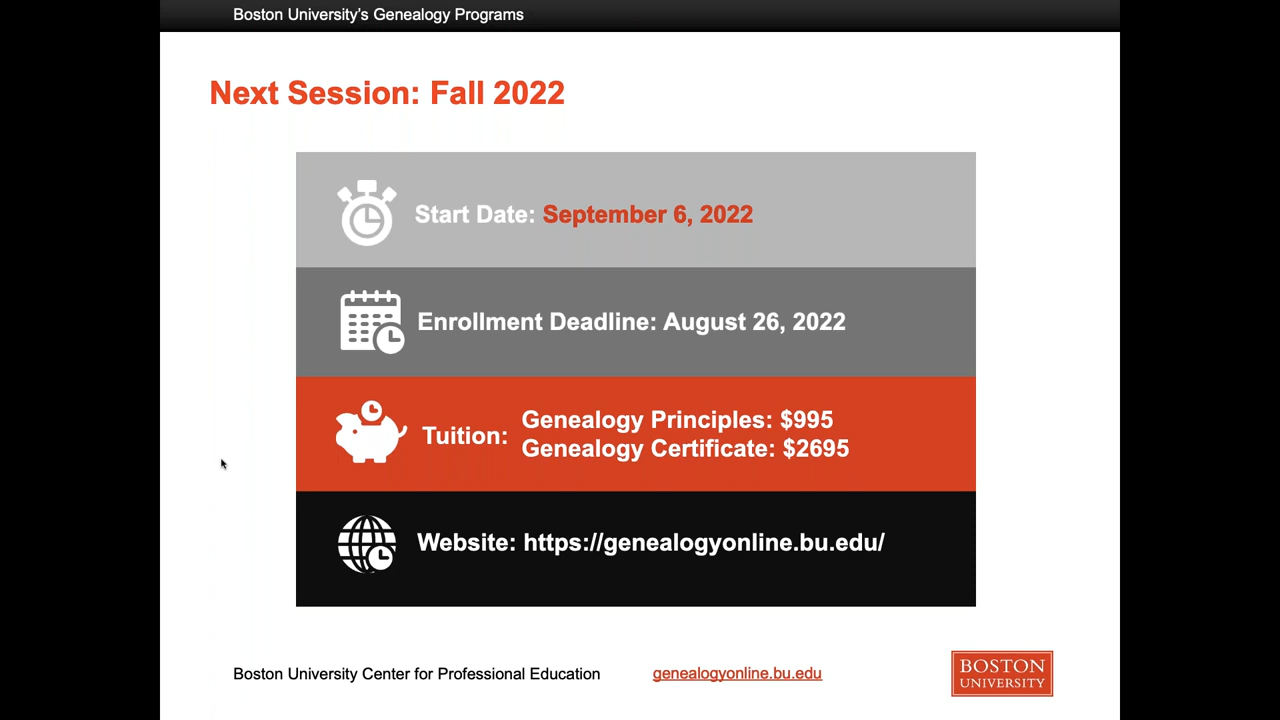 Boston University’s Genealogy Programs
Next Session: Fall 2022
Start Date: September 6, 2022
Enrollment Deadline: August 26, 2022
Tuition:
Genealogy Principles: $995
Genealogy Certificate: $2695
Website: https://genealogyonline.bu.edu/
Boston University Center for Professional Education
genealogyonline.bu.edu
BOSTON
UNIVERSITY